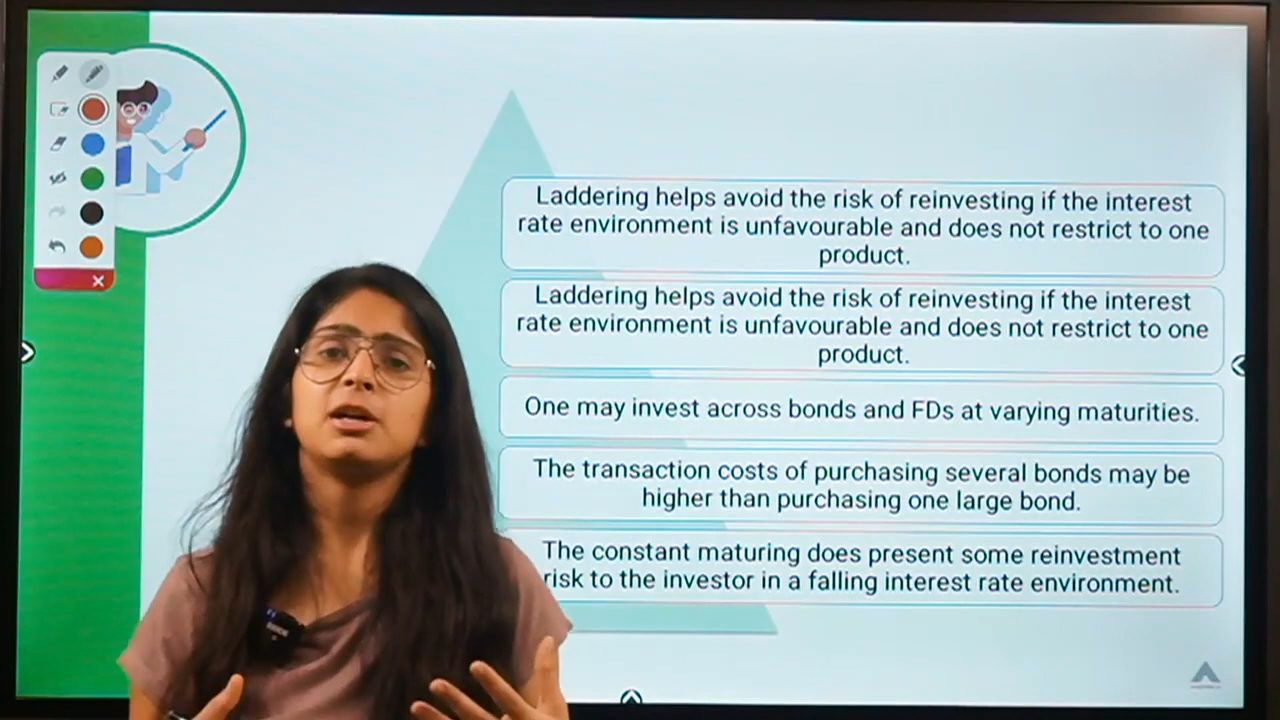 Laddering helps avoid the risk of reinvesting if the interest
rate environment is unfavourable and does not restrict to one
product.
Laddering helps avoid the risk of reinvesting if the interest
rate environment is unfavourable and does not restrict to one
product.
One may invest across bonds and FDs at varying maturities.
The transaction costs of purchasing several bonds may be
higher than purchasing one large bond.
The constant maturing does present some reinvestment
risk to the investor in a falling interest rate environment.